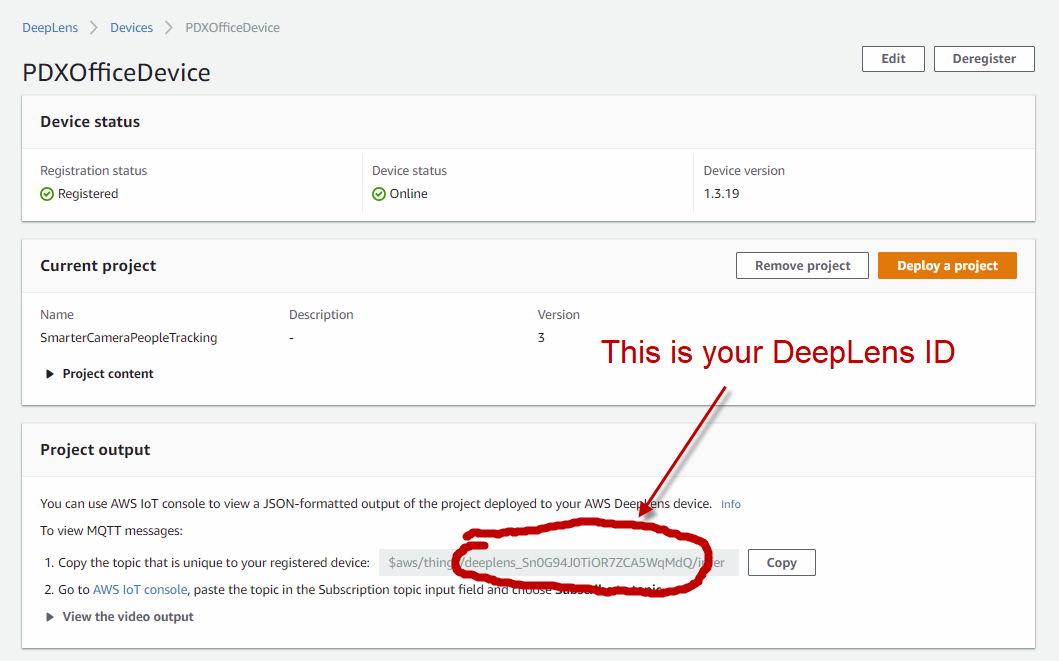 DeepLens > Devices > PDXOfficeDevice
PDXOfficeDevice
Edit Deregister
Device status
Registration status Device status Device version
Registered Online 1.3.19
Current project Remove project Deploy a project
Name Description Version
SmarterCameraPeopleTracking - 3
This is your DeepLens ID
Project content
Project output
You can use AWS IoT console to view a JSON-formatted output of the project deployed to your AWS DeepLens device. Info
To view MQTT messages:
1. Copy the topic that is unique to your registered device: $aws/things/deeplens_Sn0G94J0TiOR7ZCA5WqMdQ/infer Copy
2. Go to AWS IoT console, paste the topic in the Subscription topic input field and choose Subscribe to topic.
View the video output